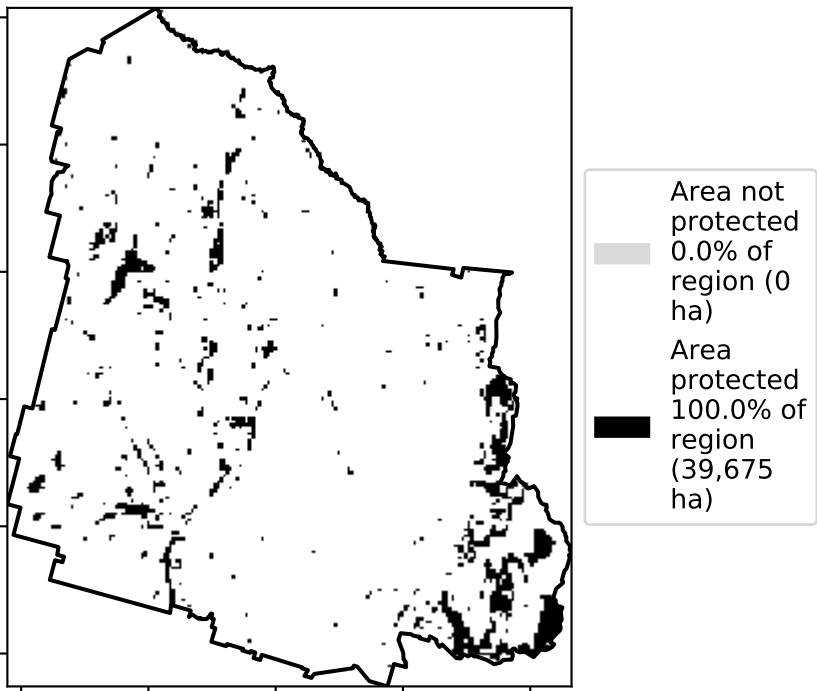 Area not
protected
0.0% of
region (0
ha)
Area
protected
100.0% of
region
(39,675
ha)